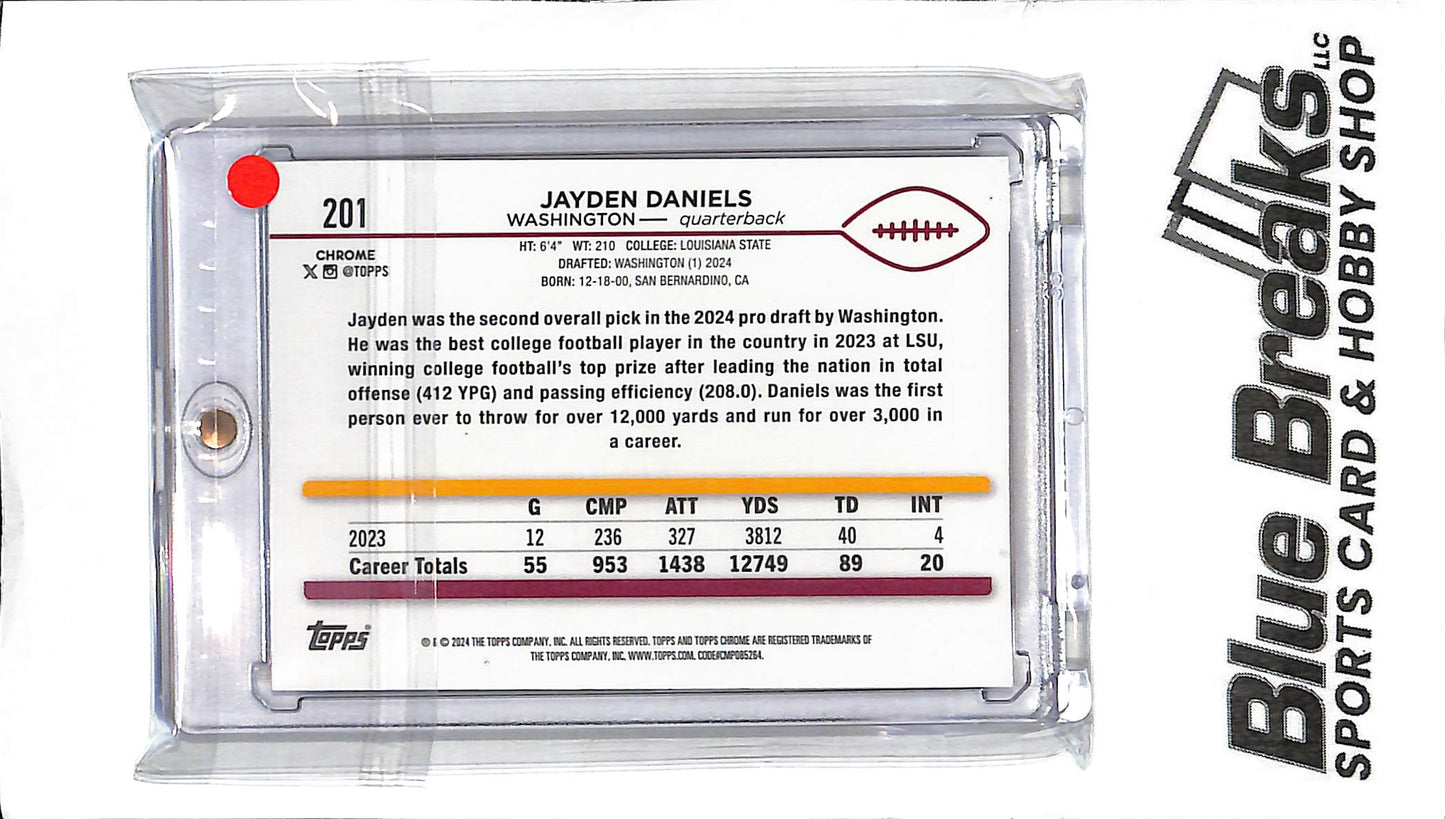 201
JAYDEN DANIELS
WASHINGTON — quarterback
CHROME
X @TOPPS
HT: 6'4" WT: 210 COLLEGE: LOUISIANA STATE
DRAFTED: WASHINGTON (1) 2024
BORN: 12-18-00, SAN BERNARDINO, CA
Jayden was the second overall pick in the 2024 pro draft by Washington.
He was the best college football player in the country in 2023 at LSU,
winning college football's top prize after leading the nation in total
offense (412 YPG) and passing efficiency (208.0). Daniels was the first
person ever to throw for over 12,000 yards and run for over 3,000 in
a career.
G CMP ATT YDS TD INT
2023 12 236 327 3812 40 4
Career Totals 55 953 1438 12749 89 20
Topps
® & © 2024 THE TOPPS COMPANY, INC. ALL RIGHTS RESERVED. TOPPS AND TOPPS CHROME ARE REGISTERED TRADEMARKS OF
THE TOPPS COMPANY, INC. WWW.TOPPS.COM. CODE#CMP085264.
Blue Breaks LLC
SPORTS CARD & HOBBY SHOP